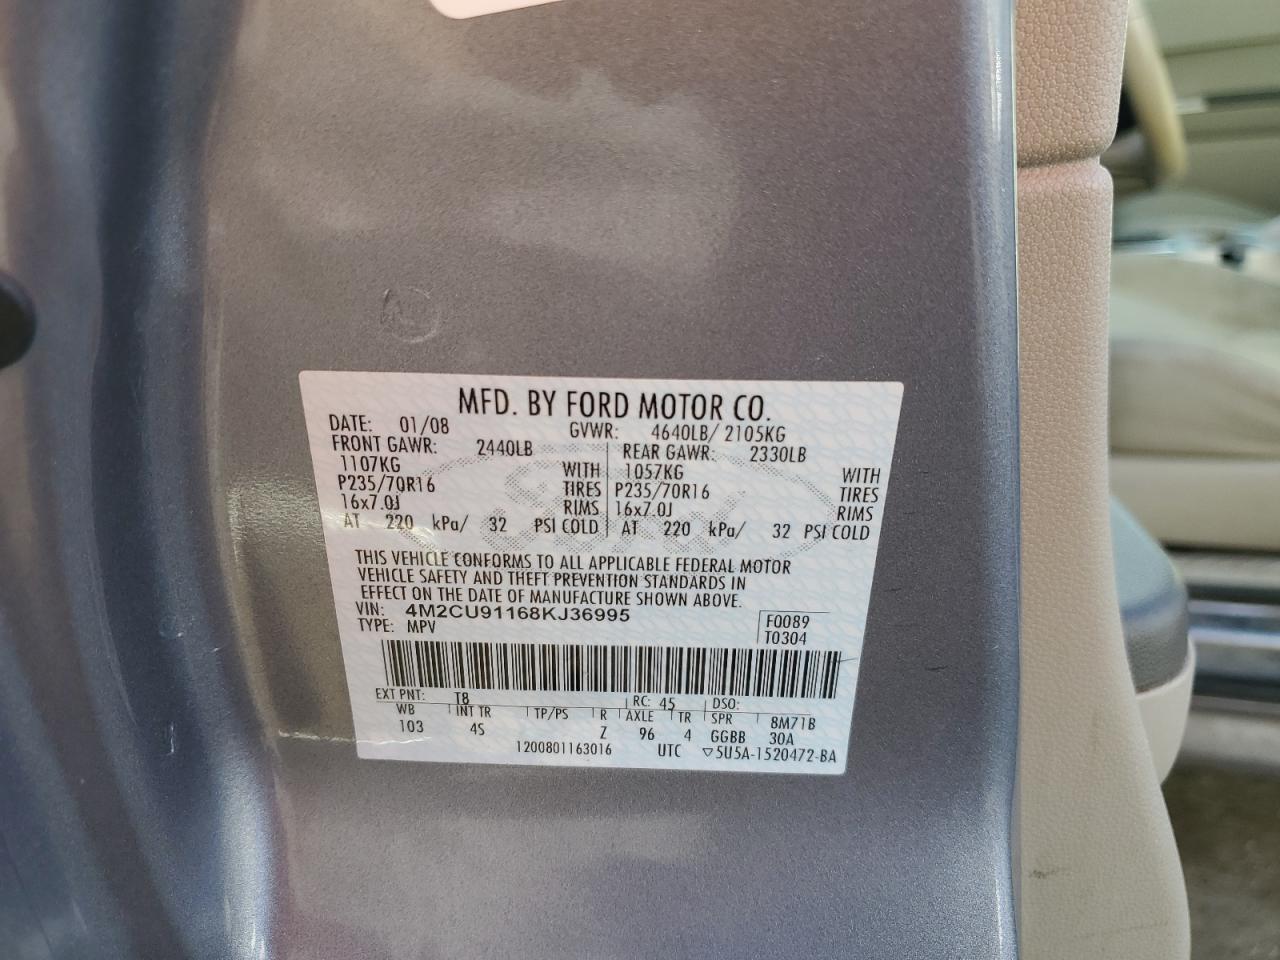 MFD. BY FORD MOTOR CO.
DATE: 01/08 GVWR: 4640LB/ 2105KG
FRONT GAWR: 2440LB REAR GAWR: 2330LB
1107KG WITH 1057KG WITH
P235/70R16 TIRES P235/70R16 TIRES
16x7.0J RIMS 16x7.0J RIMS
AT 220 kPa/ 32 PSI COLD AT 220 kPa/ 32 PSI COLD
THIS VEHICLE CONFORMS TO ALL APPLICABLE FEDERAL MOTOR
VEHICLE SAFETY AND THEFT PREVENTION STANDARDS IN
EFFECT ON THE DATE OF MANUFACTURE SHOWN ABOVE.
VIN: 4M2CU91168KJ36995 F0089
TYPE: MPV T0304
EXT PNT: T8 RC: 45 DSO:
WB INT TR TP/PS R AXLE TR SPR 8M71B
103 4S Z 96 4 GGBB 30A
1200801163016 UTC ▽5U5A-1520472-BA